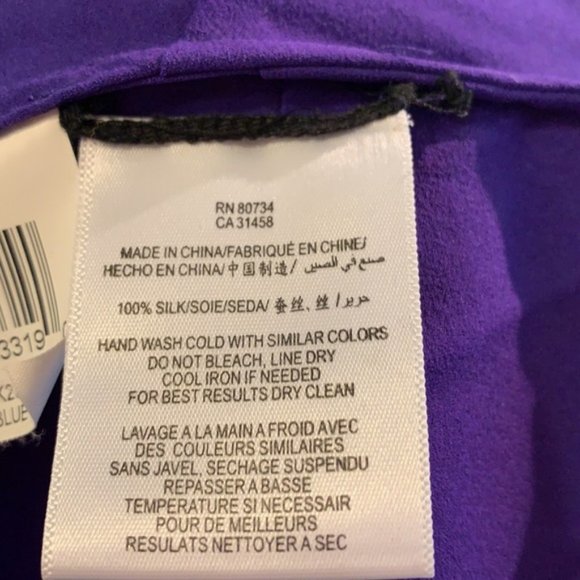 RN 80734
CA 31458
MADE IN CHINA/FABRIQUÉ EN CHINE/
HECHO EN CHINA/中国制造/ صنع في الصين/
100% SILK/SOIE/SEDA/ 蚕丝、丝 / حرير/
HAND WASH COLD WITH SIMILAR COLORS
DO NOT BLEACH, LINE DRY
COOL IRON IF NEEDED
FOR BEST RESULTS DRY CLEAN
LAVAGE A LA MAIN A FROID AVEC
DES COULEURS SIMILAIRES
SANS JAVEL, SECHAGE SUSPENDU
REPASSER A BASSE
TEMPERATURE SI NECESSAIR
POUR DE MEILLEURS
RESULATS NETTOYER A SEC
3319
K2
BLUE